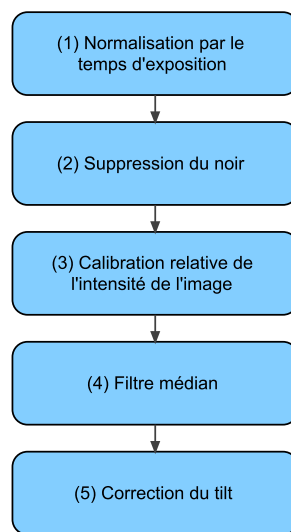 (1) Normalisation par le
temps d'exposition
(2) Suppression du noir
(3) Calibration relative de
l'intensité de l'image
(4) Filtre médian
(5) Correction du tilt